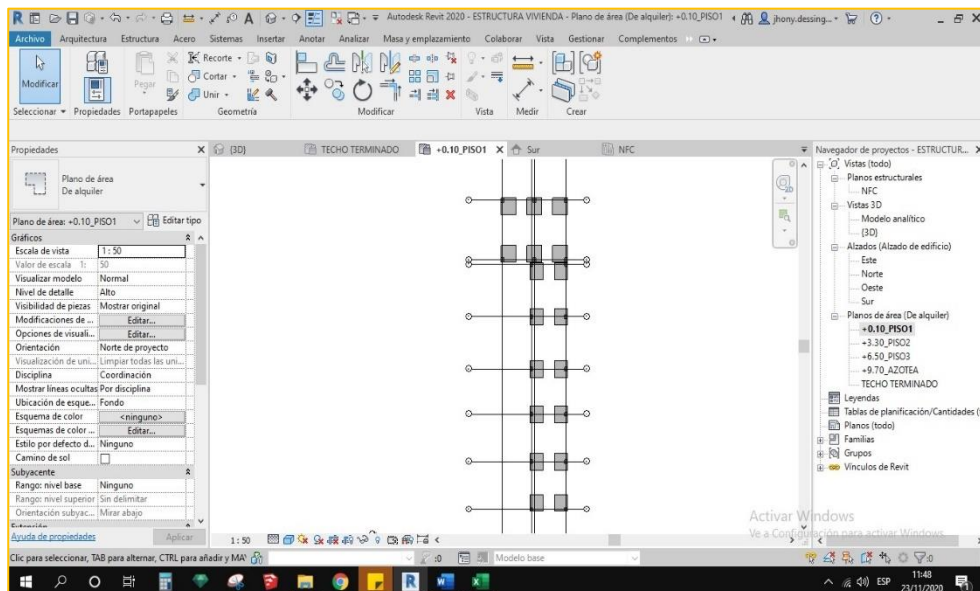 Autodesk Revit 2020 - ESTRUCTURA VIVIENDA - Plano de área (De alquiler): +0.10_PISO1
jhony.dessing...
Archivo Arquitectura Estructura Acero Sistemas Insertar Anotar Analizar Masa y emplazamiento Colaborar Vista Gestionar Complementos
Modificar
Pegar
Recorte
Cortar
Unir
Seleccionar Propiedades Portapapeles Geometría Modificar Vista Medir Crear
Propiedades
{3D} TECHO TERMINADO +0.10_PISO1 Sur NFC
Plano de área
De alquiler
Plano de área: +0.10_PISO1 Editar tipo
Gráficos
Escala de vista 1 : 50
Valor de escala 1: 50
Visualizar modelo Normal
Nivel de detalle Alto
Visibilidad de piezas Mostrar original
Modificaciones de ... Editar...
Opciones de visuali... Editar...
Orientación Norte de proyecto
Visualización de uni... Limpiar todas las uni...
Disciplina Coordinación
Mostrar líneas ocultas Por disciplina
Ubicación de esque... Fondo
Esquema de color <ninguno>
Esquemas de color ... Editar...
Estilo por defecto d... Ninguno
Camino de sol
Subyacente
Rango: nivel base Ninguno
Rango: nivel superior Sin delimitar
Orientación subyac... Mirar abajo
Ayuda de propiedades Aplicar
Navegador de proyectos - ESTRUCTUR...
Vistas (todo)
Planos estructurales
NFC
Vistas 3D
Modelo analítico
{3D}
Alzados (Alzado de edificio)
Este
Norte
Oeste
Sur
Planos de área (De alquiler)
+0.10_PISO1
+3.30_PISO2
+6.50_PISO3
+9.70_AZOTEA
TECHO TERMINADO
Leyendas
Tablas de planificación/Cantidades (
Planos (todo)
Familias
Grupos
Vínculos de Revit
Activar Windows
Ve a Configuración para activar Windows.
1 : 50
Clic para seleccionar, TAB para alternar, CTRL para añadir y MA
:0 Modelo base :0
ESP
11:48
23/11/2020